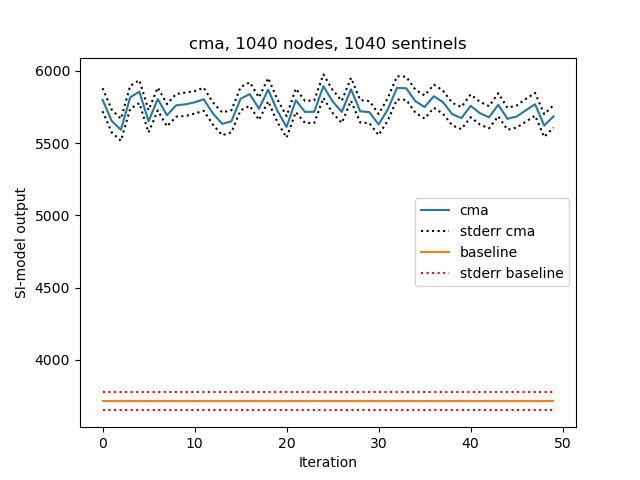 cma, 1040 nodes, 1040 sentinels
6000
5500
5000
4500
4000
SI-model output
cma
stderr cma
baseline
stderr baseline
0 10 20 30 40 50
Iteration